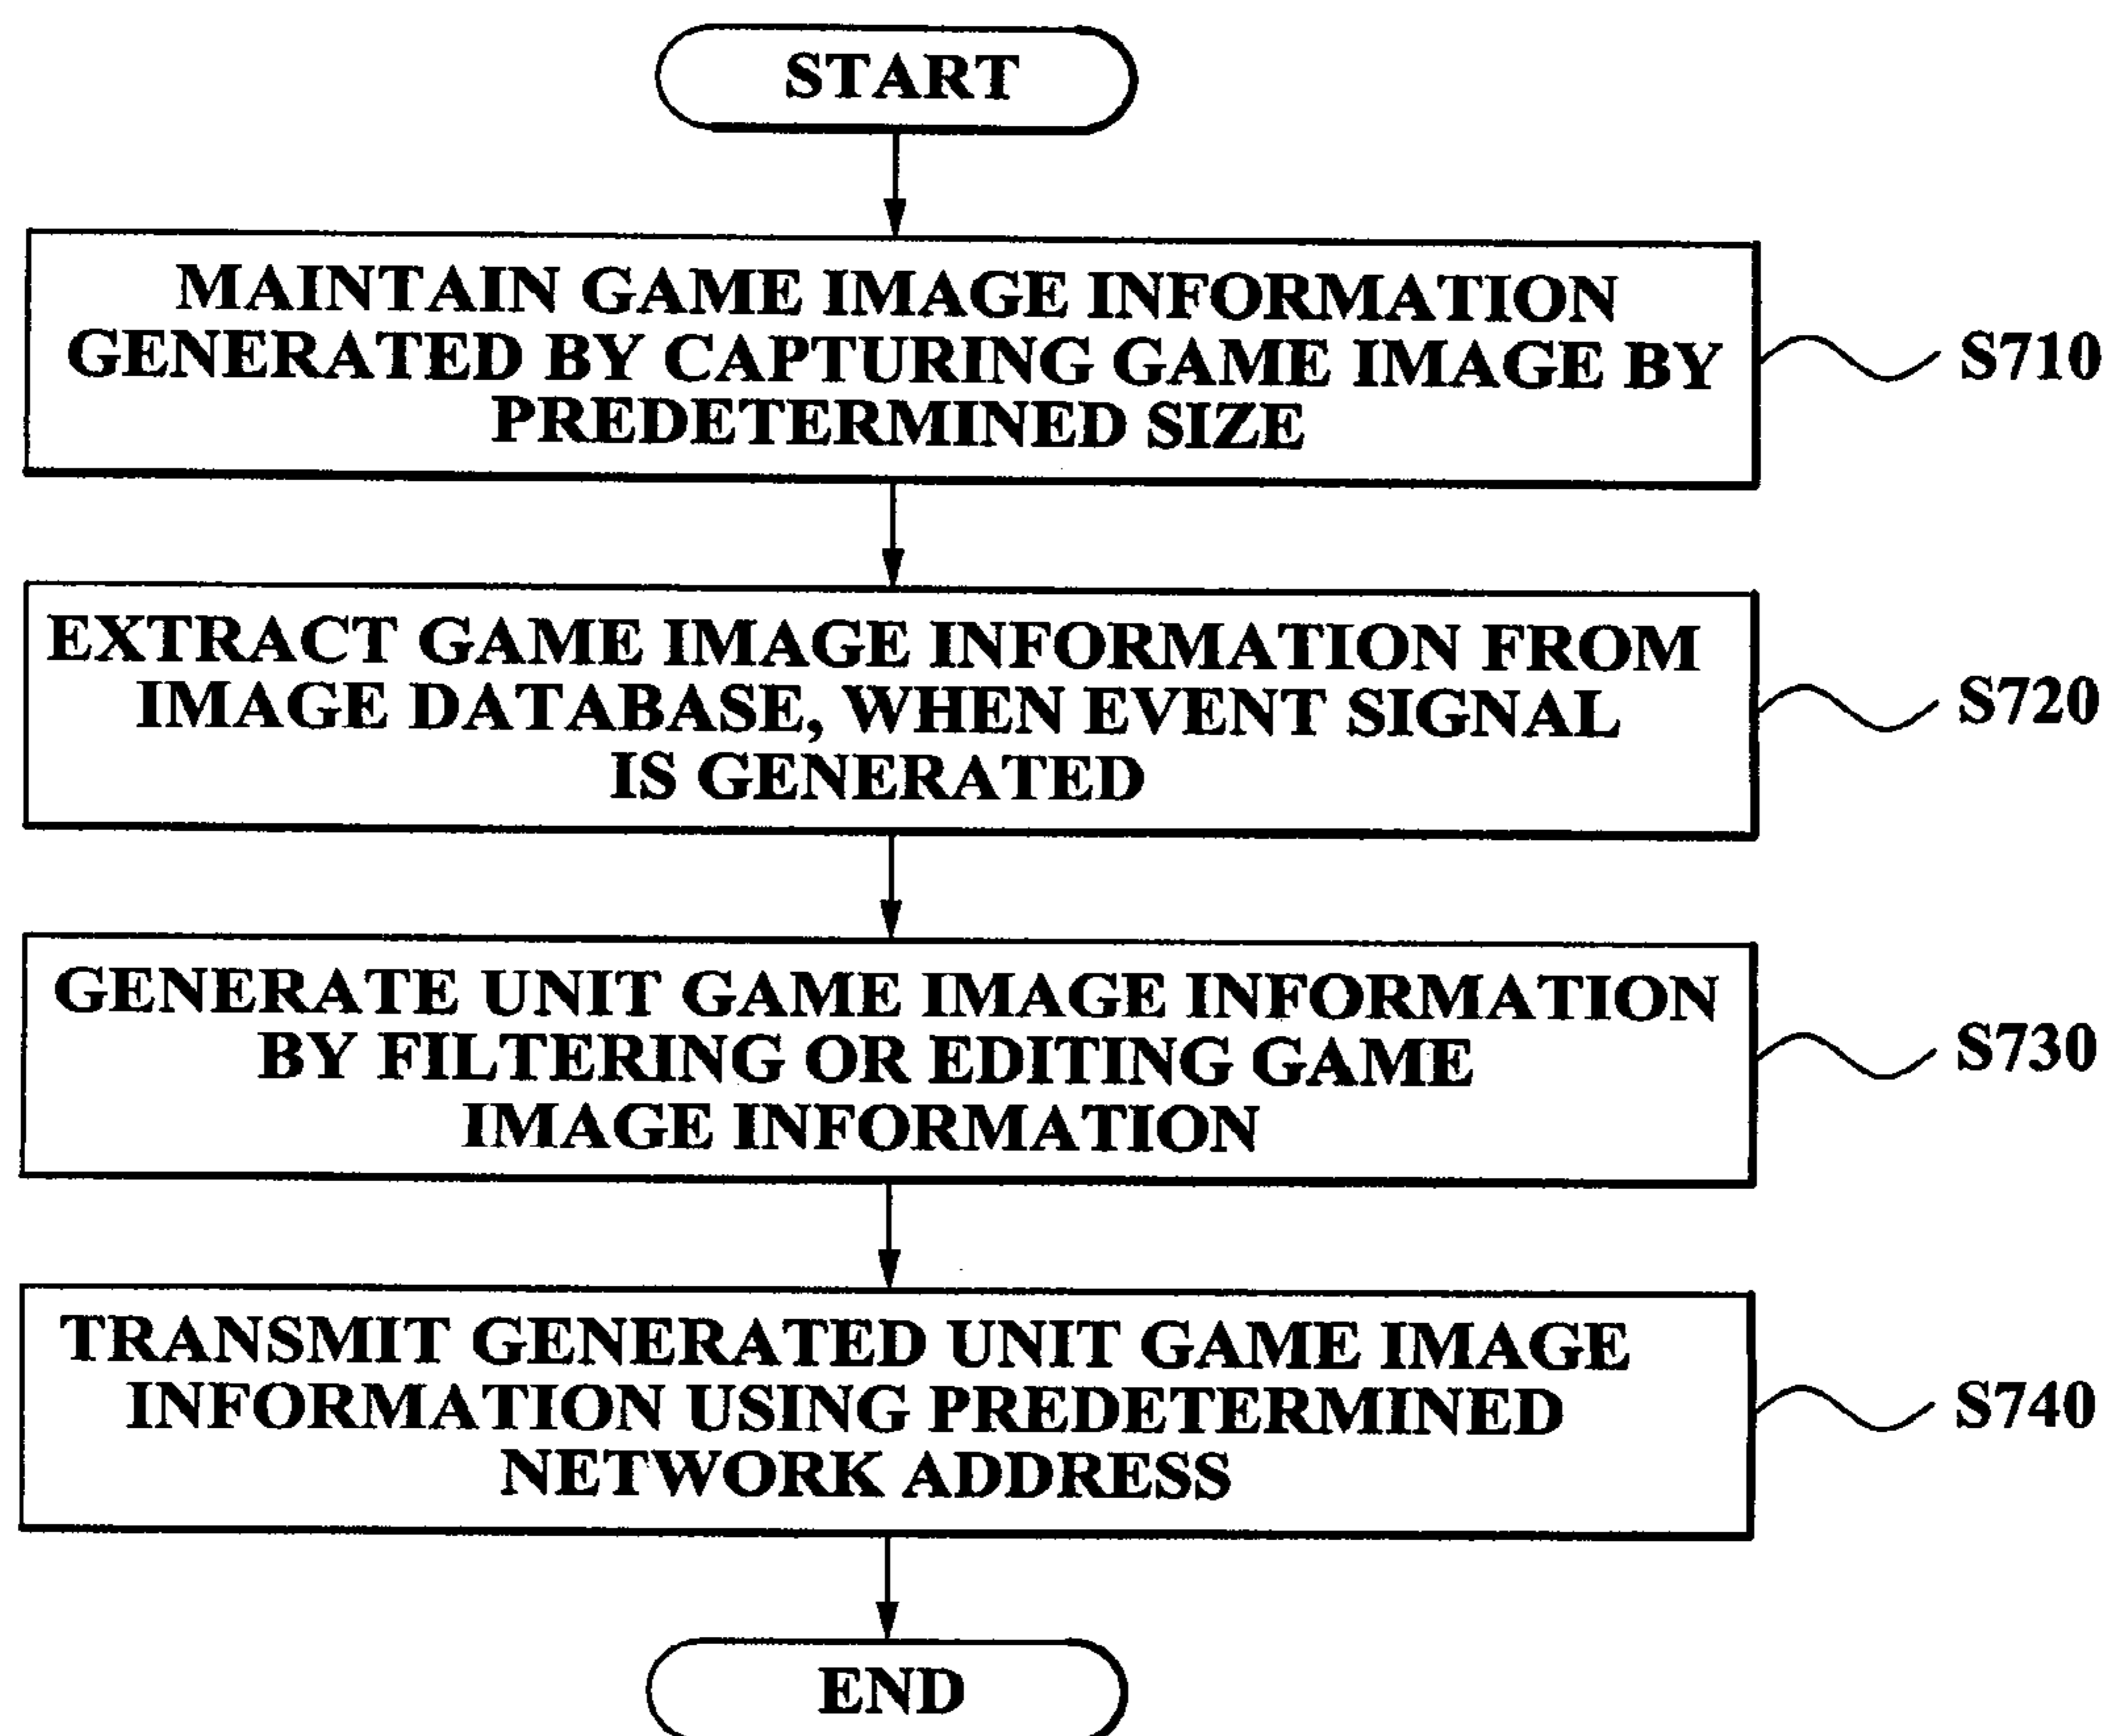 START
MAINTAIN GAME IMAGE INFORMATION
GENERATED BY CAPTURING GAME IMAGE BY
PREDETERMINED SIZE
S710
EXTRACT GAME IMAGE INFORMATION FROM
IMAGE DATABASE, WHEN EVENT SIGNAL
IS GENERATED
S720
GENERATE UNIT GAME IMAGE INFORMATION
BY FILTERING OR EDITING GAME
IMAGE INFORMATION
S730
TRANSMIT GENERATED UNIT GAME IMAGE
INFORMATION USING PREDETERMINED
NETWORK ADDRESS
S740
END